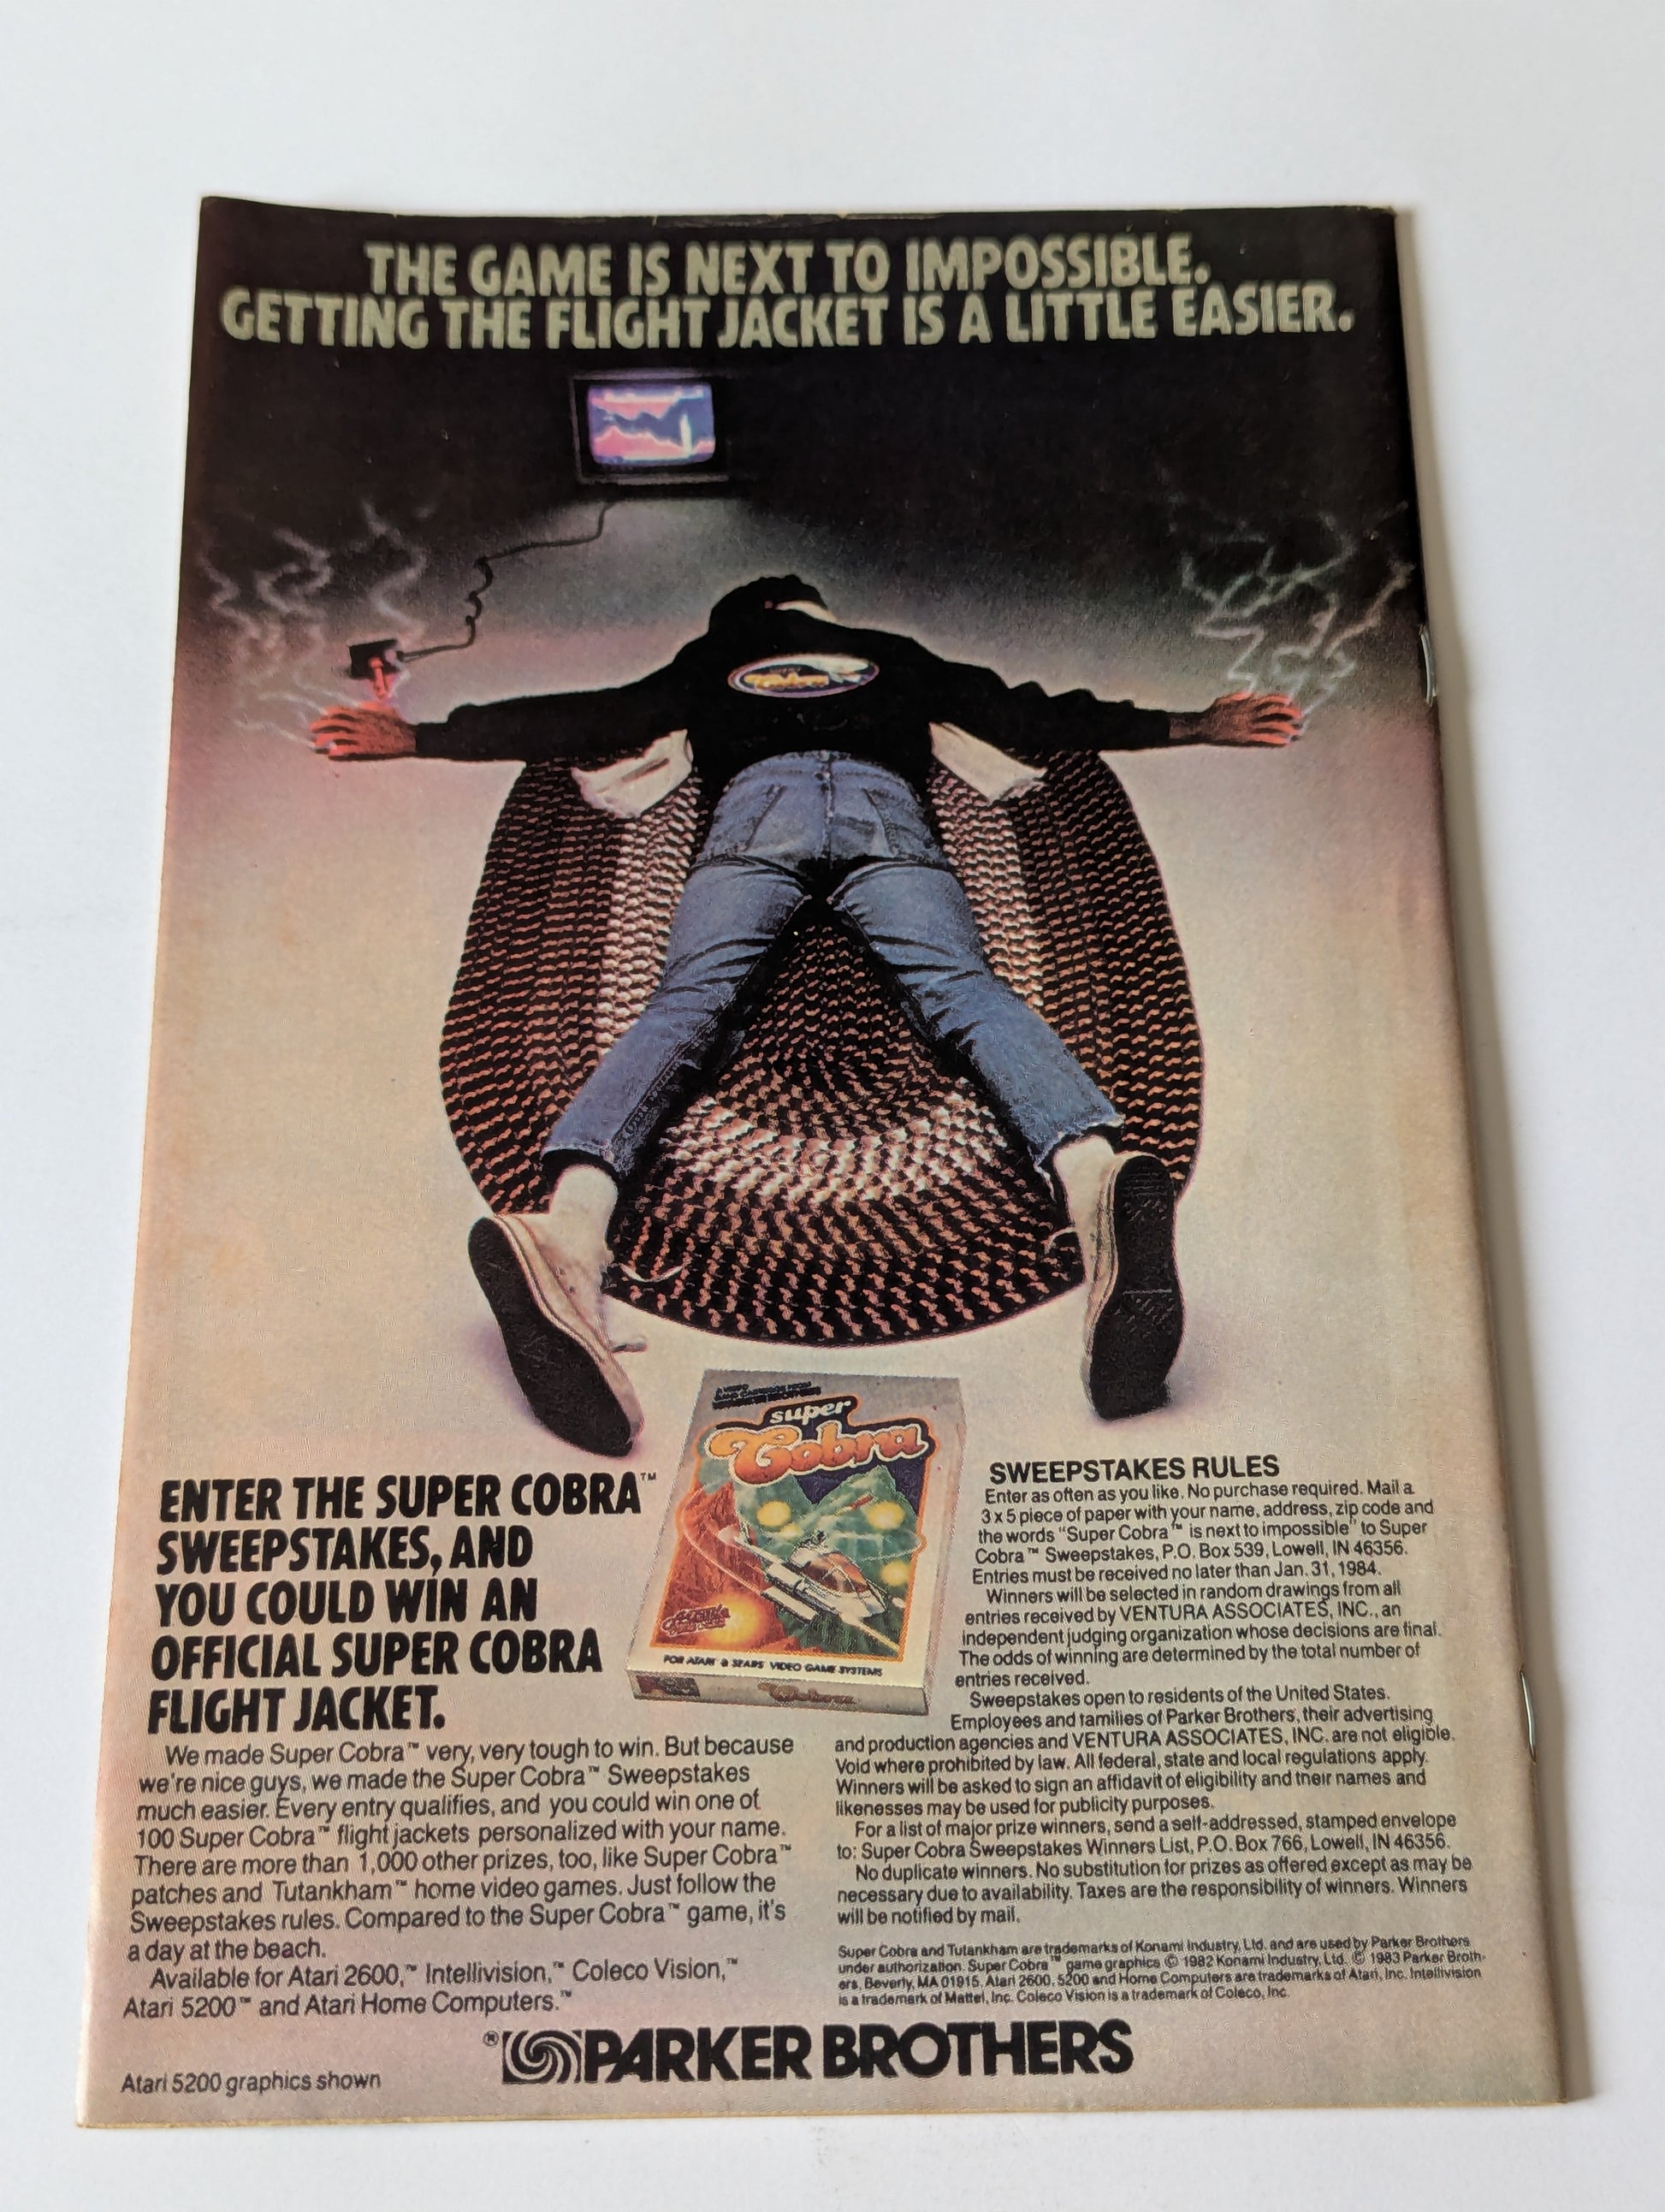 THE GAME IS NEXT TO IMPOSSIBLE.
GETTING THE FLIGHT JACKET IS A LITTLE EASIER.
Cobra
super
Cobra
FOR ATARI & SEARS VIDEO GAME SYSTEMS
Cobra
ENTER THE SUPER COBRA™
SWEEPSTAKES, AND
YOU COULD WIN AN
OFFICIAL SUPER COBRA
FLIGHT JACKET.
We made Super Cobra™ very, very tough to win. But because
we're nice guys, we made the Super Cobra™ Sweepstakes
much easier. Every entry qualifies, and you could win one of
100 Super Cobra™ flight jackets personalized with your name.
There are more than 1,000 other prizes, too, like Super Cobra™
patches and Tutankham™ home video games. Just follow the
Sweepstakes rules. Compared to the Super Cobra™ game, it's
a day at the beach.
Available for Atari 2600,™ Intellivision,™ Coleco Vision,™
Atari 5200™ and Atari Home Computers.™
SWEEPSTAKES RULES
Enter as often as you like. No purchase required. Mail a
3 x 5 piece of paper with your name, address, zip code and
the words "Super Cobra™ is next to impossible" to Super
Cobra™ Sweepstakes, P.O. Box 539, Lowell, IN 46356.
Entries must be received no later than Jan. 31, 1984.
Winners will be selected in random drawings from all
entries received by VENTURA ASSOCIATES, INC., an
independent judging organization whose decisions are final.
The odds of winning are determined by the total number of
entries received.
Sweepstakes open to residents of the United States.
Employees and families of Parker Brothers, their advertising
and production agencies and VENTURA ASSOCIATES, INC. are not eligible.
Void where prohibited by law. All federal, state and local regulations apply.
Winners will be asked to sign an affidavit of eligibility and their names and
likenesses may be used for publicity purposes.
For a list of major prize winners, send a self-addressed, stamped envelope
to: Super Cobra Sweepstakes Winners List, P.O. Box 766, Lowell, IN 46356.
No duplicate winners. No substitution for prizes as offered except as may be
necessary due to availability. Taxes are the responsibility of winners. Winners
will be notified by mail.
Super Cobra and Tutankham are trademarks of Konami Industry, Ltd. and are used by Parker Brothers
under authorization. Super Cobra™ game graphics © 1982 Konami Industry, Ltd. © 1983 Parker Broth-
ers, Beverly, MA 01915. Atari 2600, 5200 and Home Computers are trademarks of Atari, Inc. Intellivision
is a trademark of Mattel, Inc. Coleco Vision is a trademark of Coleco, Inc.
® PARKER BROTHERS
Atari 5200 graphics shown